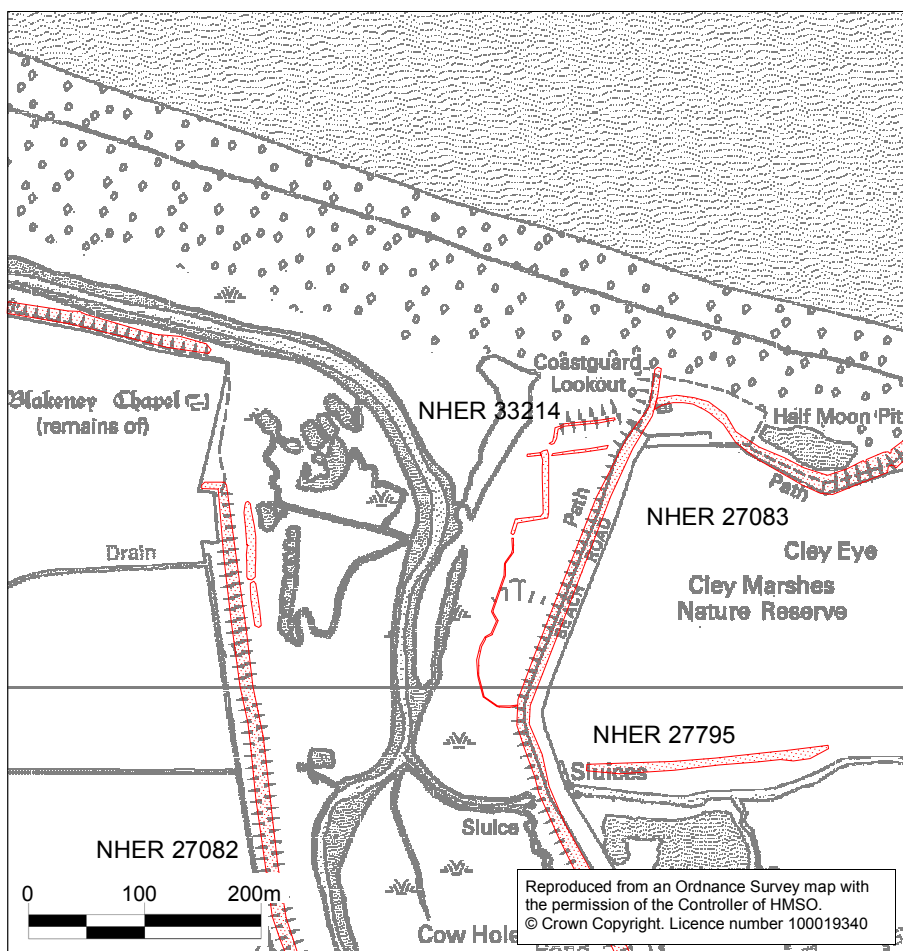 Coastguard
Lookout
Blakeney Chapel
(remains of)
NHER 33214
Half Moon Pit
Path
Path
BEACH ROAD
NHER 27083
Drain
Cley Eye
Cley Marshes
Nature Reserve
NHER 27795
Sluices
Sluice
NHER 27082
0 100 200m
Cow Hole
Reproduced from an Ordnance Survey map with
the permission of the Controller of HMSO.
© Crown Copyright. Licence number 100019340